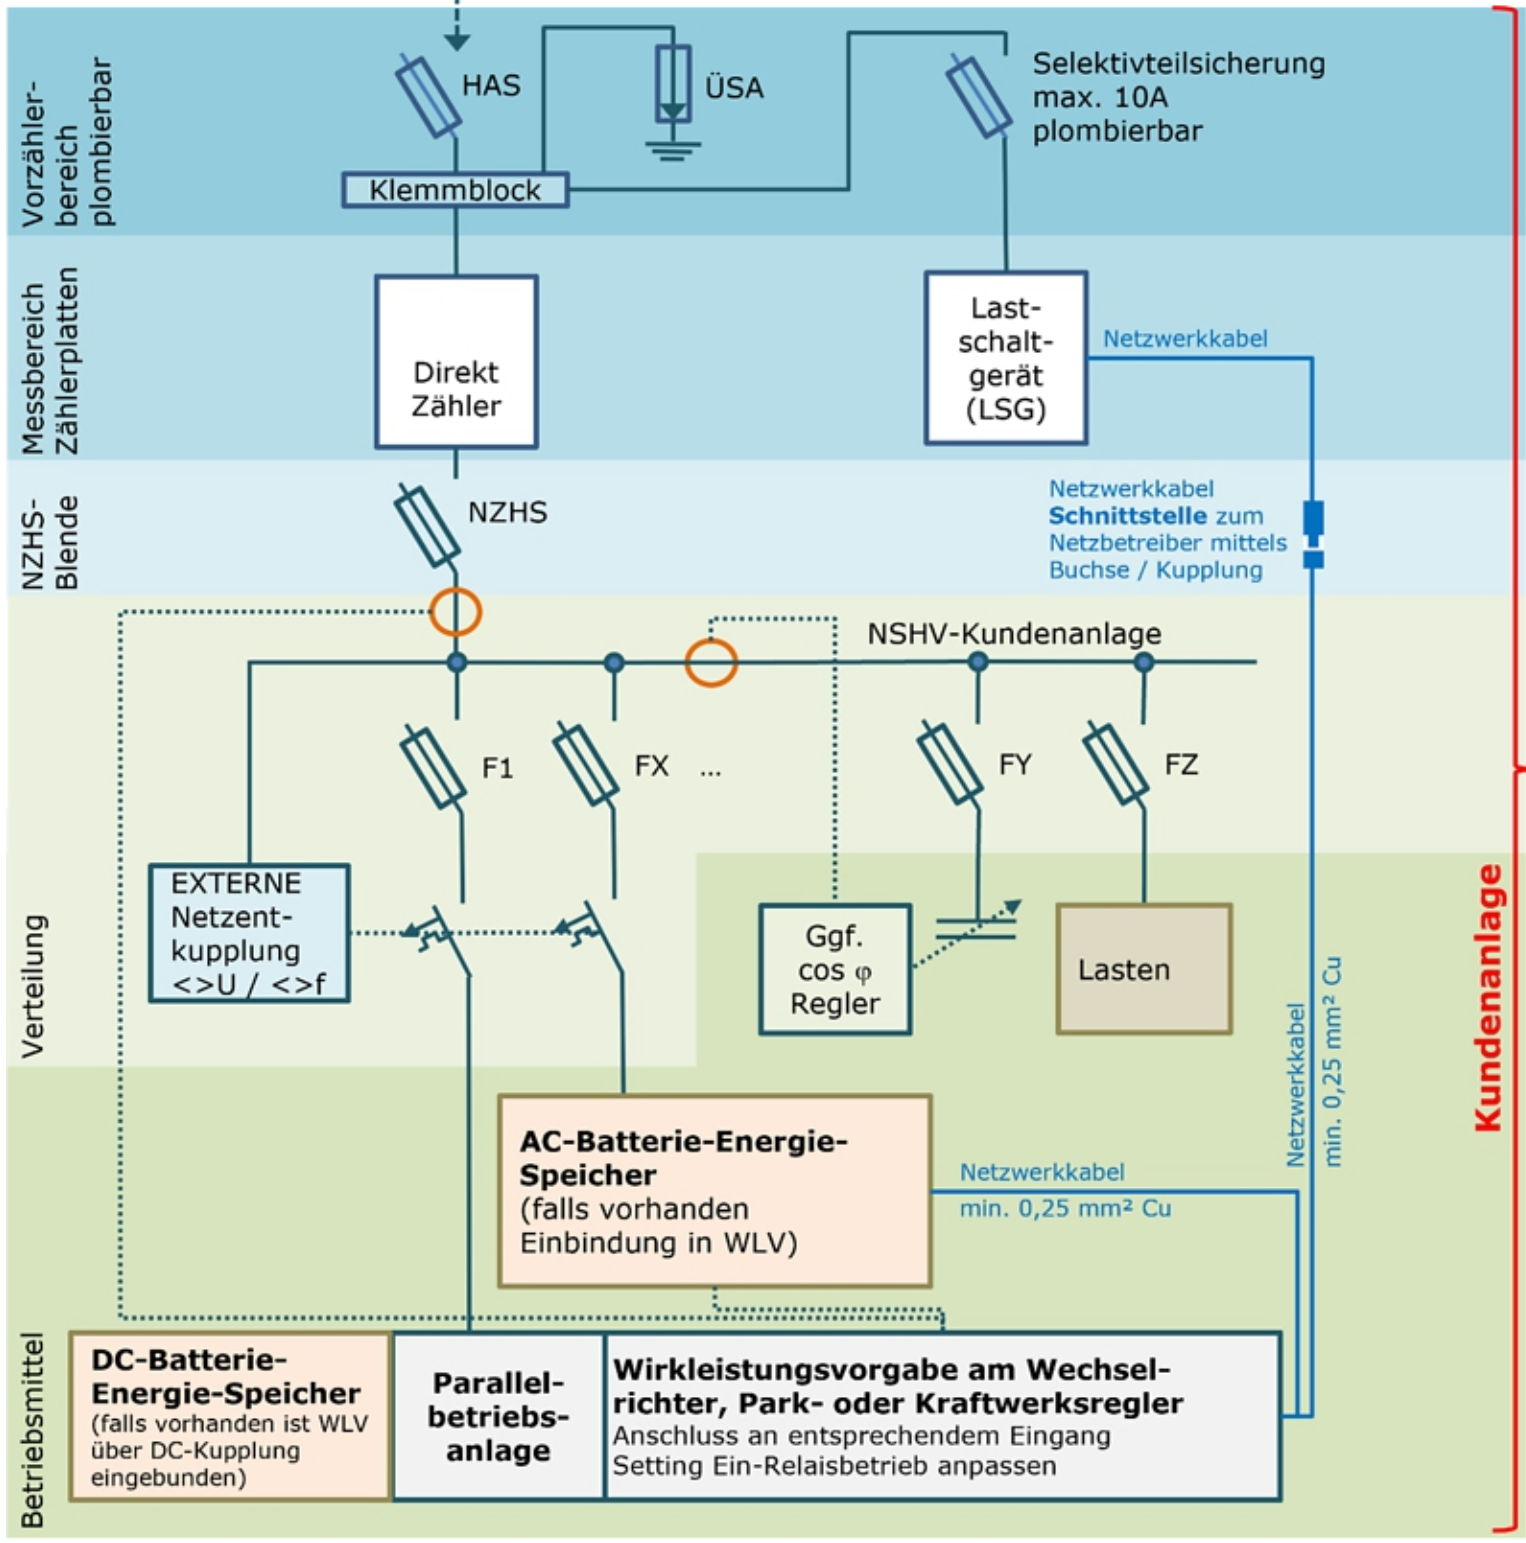 Vorzähler-
bereich
plombierbar
HAS
ÜSA
Selektivteilsicherung
max. 10A
plombierbar
Klemmblock
Messbereich
Zählerplatten
Direkt
Zähler
Last-
schalt-
gerät
(LSG)
Netzwerkkabel
NZHS-
Blende
NZHS
Netzwerkkabel
Schnittstelle zum
Netzbetreiber mittels
Buchse / Kupplung
NSHV-Kundenanlage
F1
FX ...
FY
FZ
Verteilung
EXTERNE
Netzent-
kupplung
<>U / <>f
Ggf.
cos φ
Regler
Lasten
Netzwerkkabel
min. 0,25 mm² Cu
Kundenanlage
AC-Batterie-Energie-
Speicher
(falls vorhanden
Einbindung in WLV)
Netzwerkkabel
min. 0,25 mm² Cu
Betriebsmittel
DC-Batterie-
Energie-Speicher
(falls vorhanden ist WLV
über DC-Kupplung
eingebunden)
Parallel-
betriebs-
anlage
Wirkleistungsvorgabe am Wechsel-
richter, Park- oder Kraftwerksregler
Anschluss an entsprechendem Eingang
Setting Ein-Relaisbetrieb anpassen